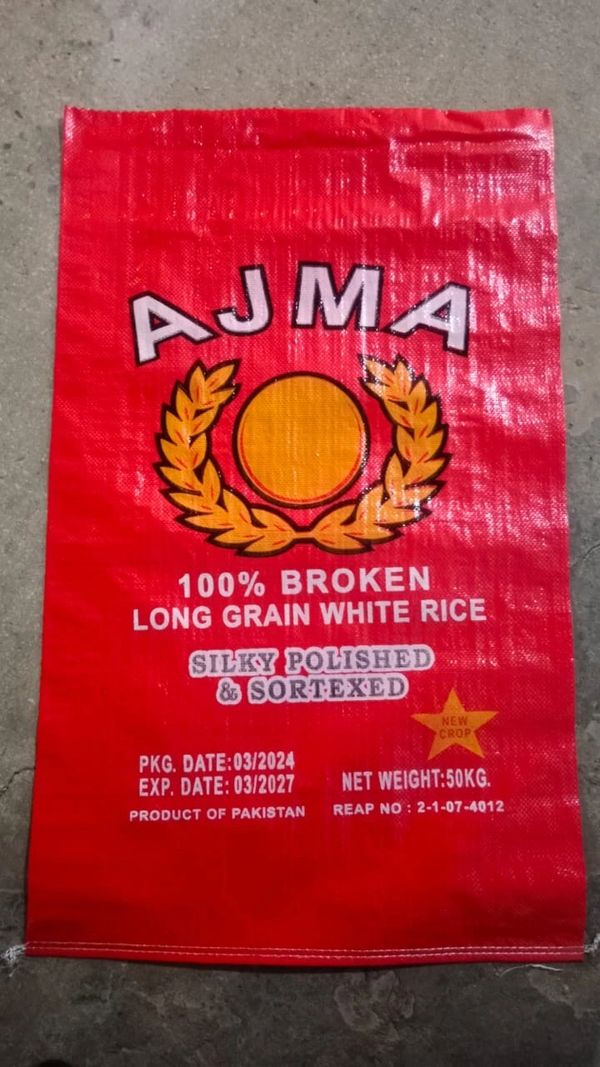 AJMA
100% BROKEN
LONG GRAIN WHITE RICE
SILKY POLISHED
& SORTEXED
NEW
CROP
PKG. DATE:03/2024
EXP. DATE: 03/2027
NET WEIGHT:50KG.
PRODUCT OF PAKISTAN
REAP NO : 2-1-07-4012